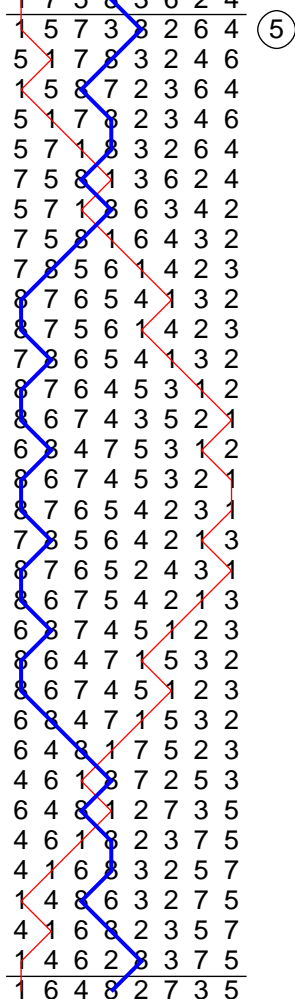 1 7 5 8 3 6 2 4
1 5 7 3 8 2 6 4 5
5 1 7 8 3 2 4 6
1 5 8 7 2 3 6 4
5 1 7 8 2 3 4 6
5 7 1 8 3 2 6 4
7 5 8 1 3 6 2 4
5 7 1 8 6 3 4 2
7 5 8 1 6 4 3 2
7 8 5 6 1 4 2 3
8 7 6 5 4 1 3 2
8 7 5 6 1 4 2 3
7 8 6 5 4 1 3 2
8 7 6 4 5 3 1 2
8 6 7 4 3 5 2 1
6 8 4 7 5 3 1 2
8 6 7 4 5 3 2 1
8 7 6 5 4 2 3 1
7 8 5 6 4 2 1 3
8 7 6 5 2 4 3 1
8 6 7 5 4 2 1 3
6 8 7 4 5 1 2 3
8 6 4 7 1 5 3 2
8 6 7 4 5 1 2 3
6 8 4 7 1 5 3 2
6 4 8 1 7 5 2 3
4 6 1 8 7 2 5 3
6 4 8 1 2 7 3 5
4 6 1 8 2 3 7 5
4 1 6 8 3 2 5 7
1 4 8 6 3 2 7 5
4 1 6 8 2 3 5 7
1 4 6 2 8 3 7 5
1 6 4 8 2 7 3 5